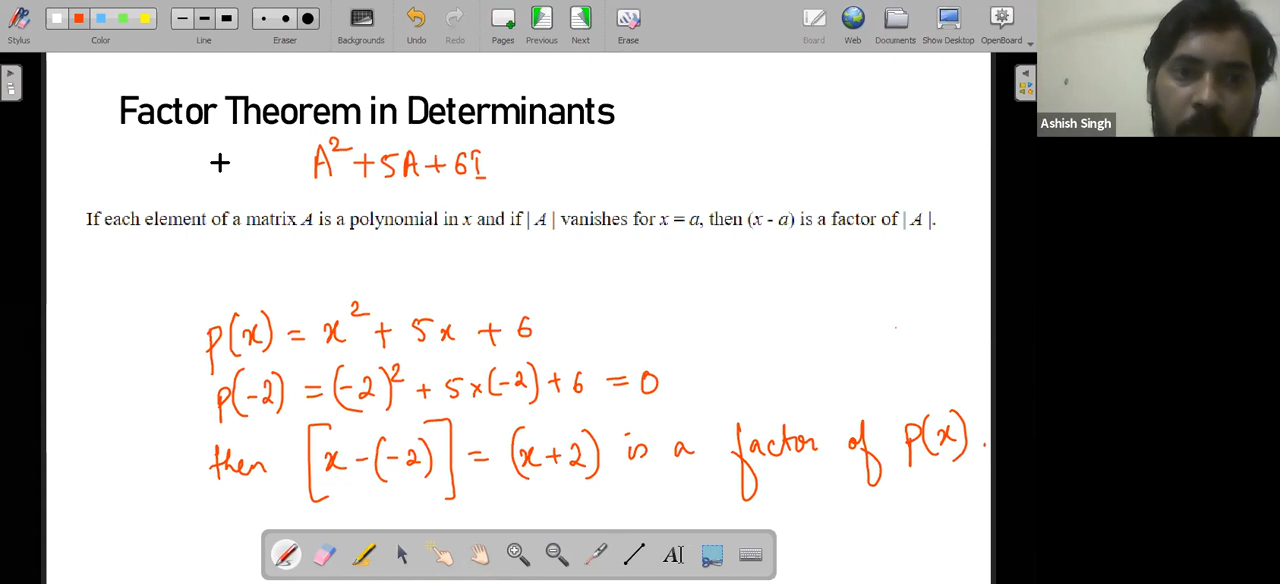 Stylus Color Line Eraser Backgrounds Undo Redo Pages Previous Next Erase Board Web Documents Show Desktop OpenBoard
Ashish Singh
Factor Theorem in Determinants
A² + 5A + 6I
If each element of a matrix A is a polynomial in x and if | A | vanishes for x = a, then (x - a) is a factor of | A |.
p(x) = x² + 5x + 6
p(-2) = (-2)² + 5×(-2) + 6 = 0
then [x - (-2)] = (x+2) is a factor of p(x).